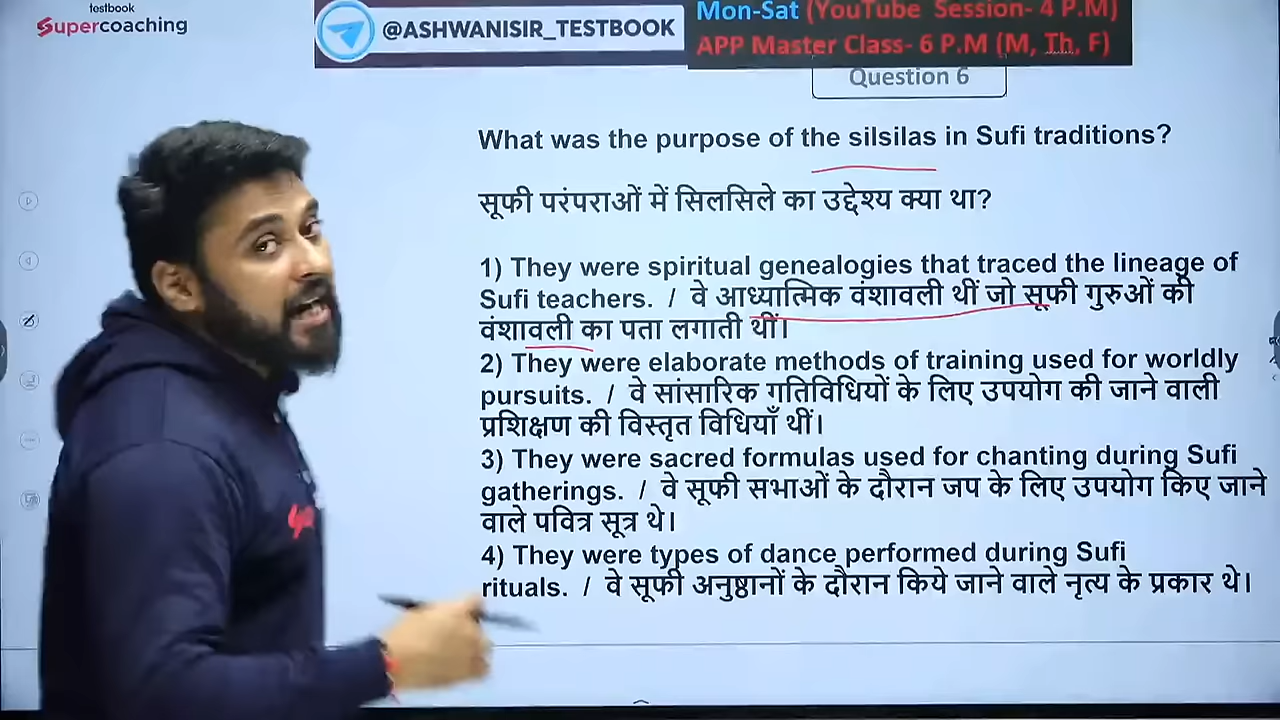 testbook
Supercoaching
@ASHWANISIR_TESTBOOK
Mon-Sat (YouTube Session- 4 P.M)
APP Master Class- 6 P.M (M, Th, F)
Question 6
What was the purpose of the silsilas in Sufi traditions?
सूफी परंपराओं में सिलसिले का उद्देश्य क्या था?
1) They were spiritual genealogies that traced the lineage of
Sufi teachers. / वे आध्यात्मिक वंशावली थीं जो सूफी गुरुओं की
वंशावली का पता लगाती थीं।
2) They were elaborate methods of training used for worldly
pursuits. / वे सांसारिक गतिविधियों के लिए उपयोग की जाने वाली
प्रशिक्षण की विस्तृत विधियाँ थीं।
3) They were sacred formulas used for chanting during Sufi
gatherings. / वे सूफी सभाओं के दौरान जप के लिए उपयोग किए जाने
वाले पवित्र सूत्र थे।
4) They were types of dance performed during Sufi
rituals. / वे सूफी अनुष्ठानों के दौरान किये जाने वाले नृत्य के प्रकार थे।